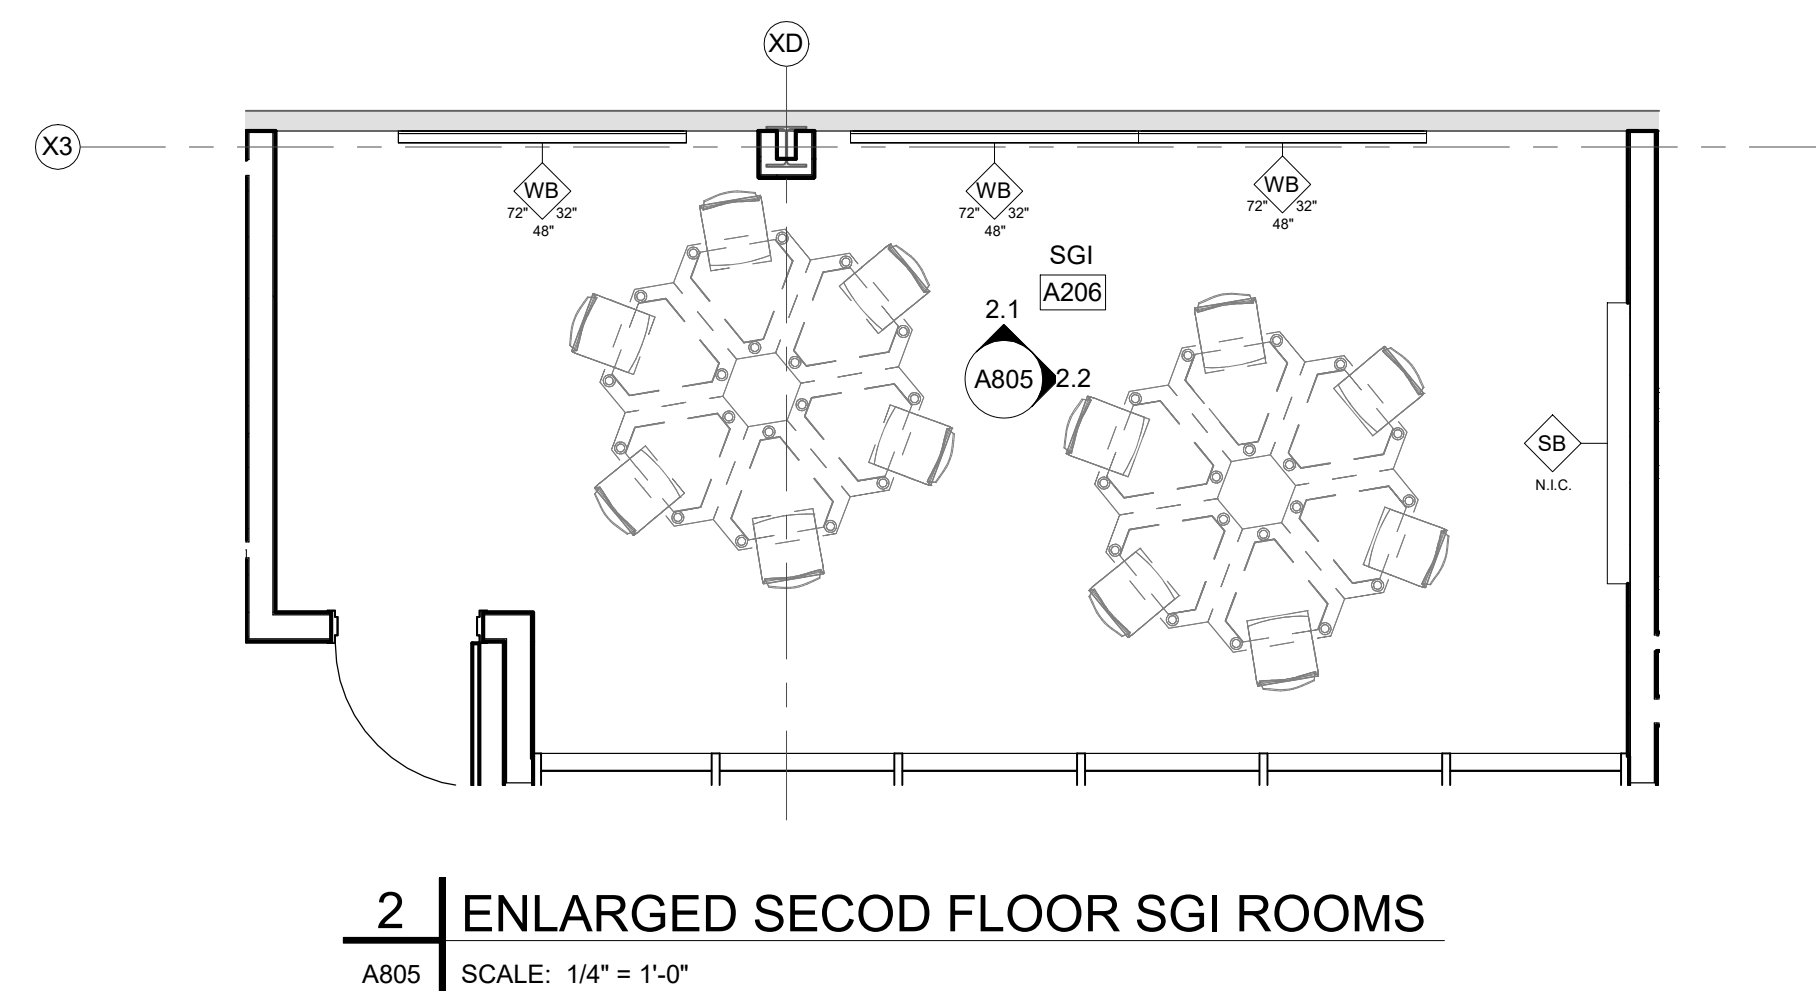 XD
X3
WB
72" 32"
48"
WB
72" 32"
48"
WB
72" 32"
48"
SGI
A206
2.1
A805
2.2
SB
N.I.C.
2
ENLARGED SECOD FLOOR SGI ROOMS
A805
SCALE: 1/4" = 1'-0"